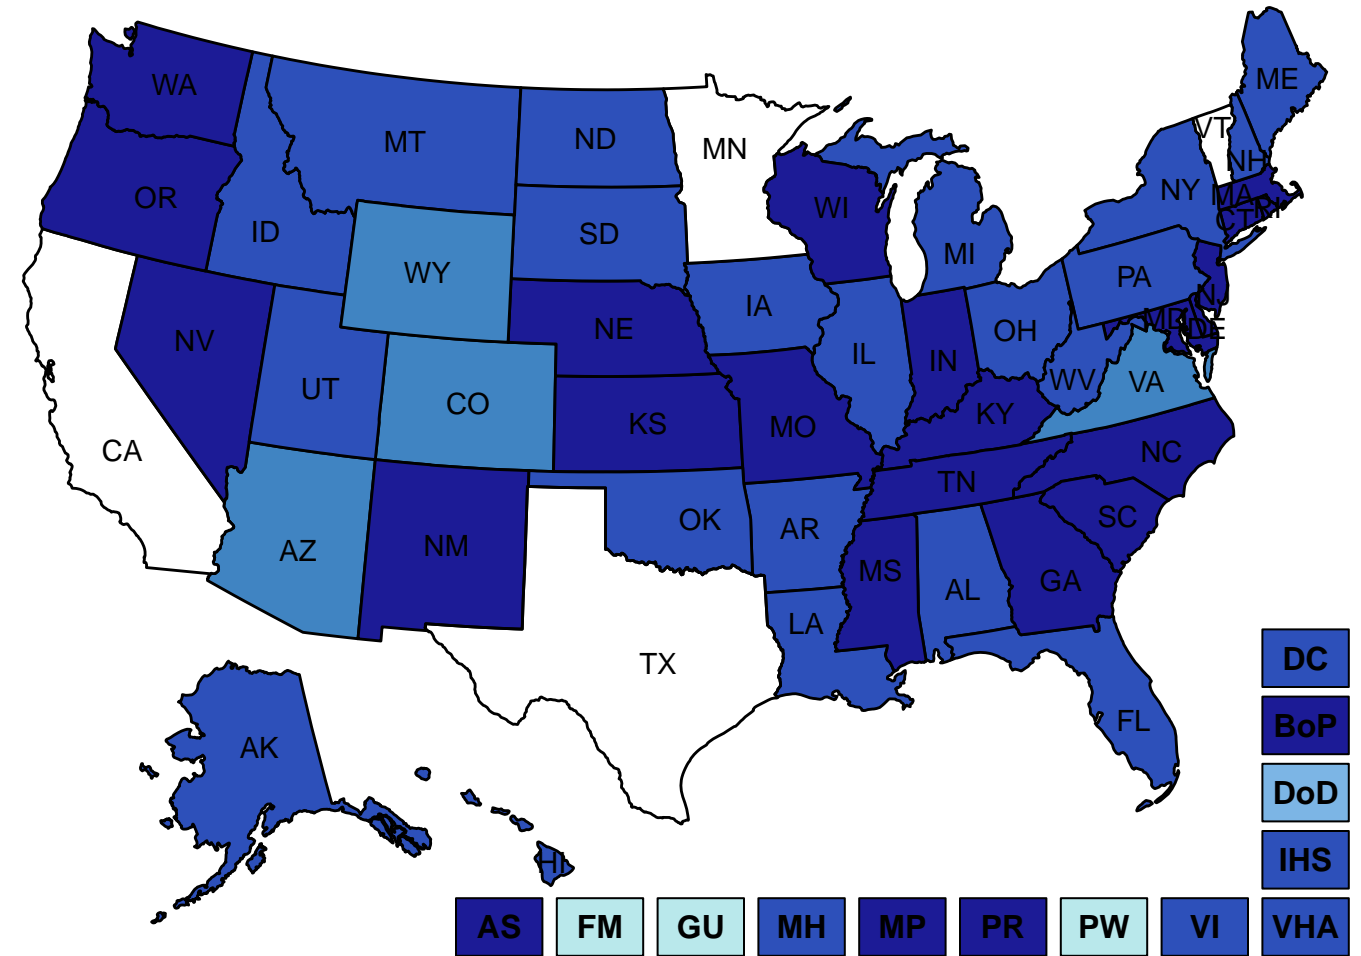 ME
WA
VT
MT
ND
MN
NH
NY
MA
OR
WI
RI
CT
ID
SD
MI
WY
PA
NJ
IA
MD
NE
OH
DE
NV
IL
IN
WV
VA
UT
CO
KY
KS
MO
CA
NC
TN
SC
OK
AR
NM
AZ
MS
GA
AL
LA
TX
DC
FL
BoP
AK
DoD
HI
IHS
AS FM GU MH MP PR PW VI VHA